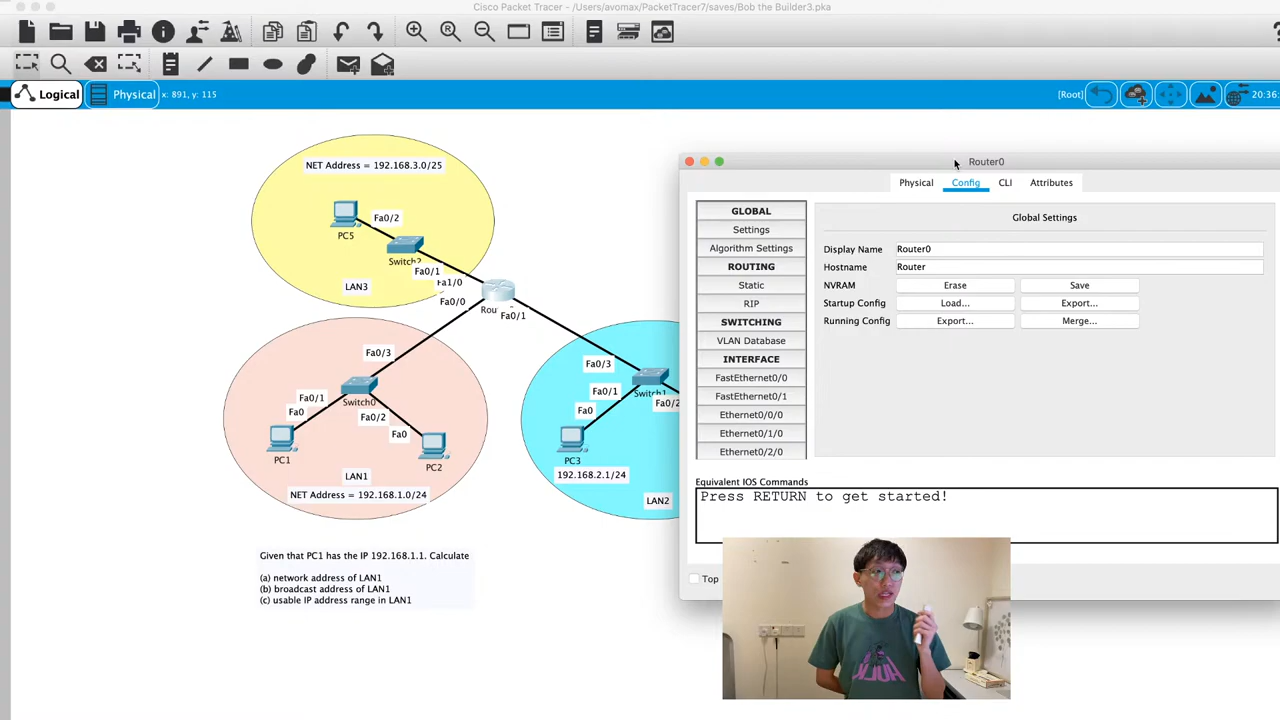 Cisco Packet Tracer - /Users/avomax/PacketTracer7/saves/Bob the Builder3.pka
Logical
Physical
x: 891, y: 115
[Root]
20:36:
NET Address = 192.168.3.0/25
PC5
Fa0/2
Switch2
Fa0/1
Fa1/0
LAN3
Fa0/0
Rou
Fa0/1
Fa0/3
Fa0/1
Fa0
Switch0
Fa0/2
Fa0
PC1
PC2
LAN1
NET Address = 192.168.1.0/24
Fa0/3
Fa0/1
Switch1
Fa0/2
Fa0
PC3
192.168.2.1/24
LAN2
Given that PC1 has the IP 192.168.1.1. Calculate
(a) network address of LAN1
(b) broadcast address of LAN1
(c) usable IP address range in LAN1
Router0
Physical
Config
CLI
Attributes
GLOBAL
Settings
Algorithm Settings
ROUTING
Static
RIP
SWITCHING
VLAN Database
INTERFACE
FastEthernet0/0
FastEthernet0/1
Ethernet0/0/0
Ethernet0/1/0
Ethernet0/2/0
Global Settings
Display Name Router0
Hostname Router
NVRAM Erase Save
Startup Config Load... Export...
Running Config Export... Merge...
Equivalent IOS Commands
Press RETURN to get started!
Top